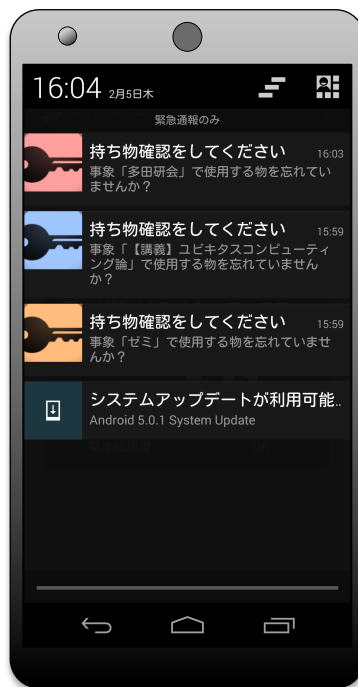 16:04 2月5日木
緊急通報のみ
持ち物確認をしてください 16:03
事象「多田研会」で使用する物を忘れてい
ませんか？
持ち物確認をしてください 15:59
事象「【講義】ユビキタスコンピューティ
ング論」で使用する物を忘れていません
か？
持ち物確認をしてください 15:59
事象「ゼミ」で使用する物を忘れていませ
んか？
システムアップデートが利用可能..
Android 5.0.1 System Update